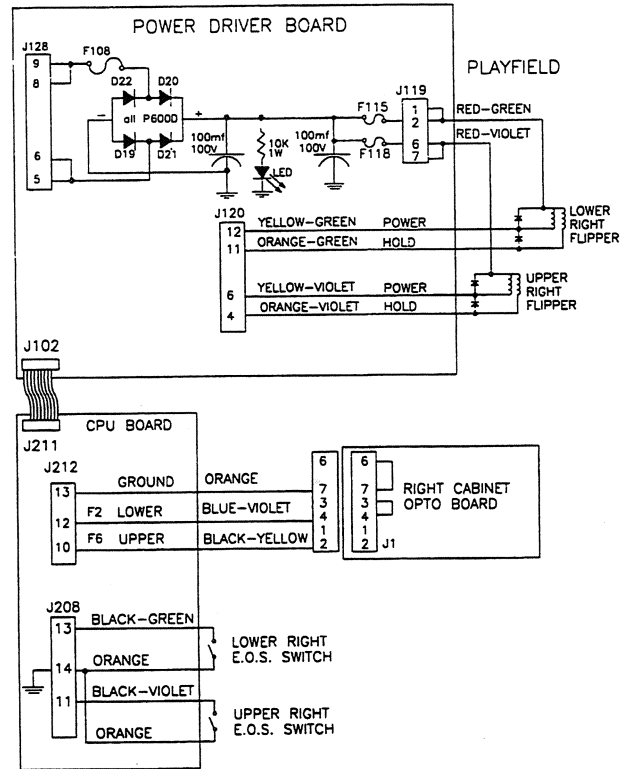 POWER DRIVER BOARD
J128
9
8
6
5
F108
D22 D20
all P600D
D19 D21
− +
100mf
100V
10K
1W
LED
100mf
100V
F115
F118
J119
1
2
6
7
PLAYFIELD
RED-GREEN
RED-VIOLET
J120
12 YELLOW-GREEN POWER
11 ORANGE-GREEN HOLD
6 YELLOW-VIOLET POWER
4 ORANGE-VIOLET HOLD
LOWER
RIGHT
FLIPPER
UPPER
RIGHT
FLIPPER
J102
J211
CPU BOARD
J212
13 GROUND ORANGE
12 F2 LOWER BLUE-VIOLET
10 F6 UPPER BLACK-YELLOW
6
7
3
4
1
2
6
7
3
4
1
2
J1
RIGHT CABINET
OPTO BOARD
J208
13 BLACK-GREEN
14 ORANGE
11 BLACK-VIOLET
ORANGE
LOWER RIGHT
E.O.S. SWITCH
UPPER RIGHT
E.O.S. SWITCH